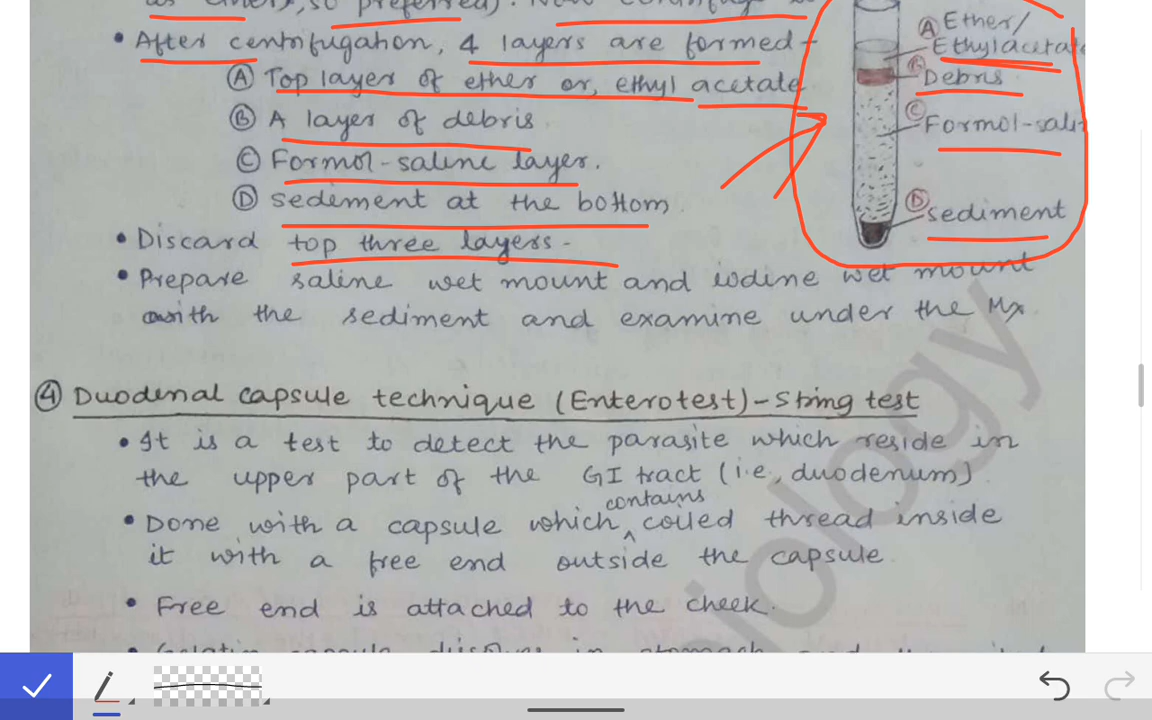 so preferred). Now centrifuge
• After centrifugation, 4 layers are formed -
Ⓐ Top layer of ether or, ethyl acetate
Ⓑ A layer of debris
Ⓒ Formol-saline layer.
Ⓓ sediment at the bottom.
• Discard top three layers.
• Prepare saline wet mount and iodine wet mount
with the sediment and examine under the Mx
Ⓐ Ether/
Ethylacetate
Ⓑ Debris
Ⓒ Formol-sali
Ⓓ sediment
④ Duodenal capsule technique (Enterotest) - String test
• It is a test to detect the parasite which reside in
the upper part of the GI tract (i.e, duodenum)
contains
• Done with a capsule which ^ coiled thread inside
it with a free end outside the capsule
• Free end is attached to the cheek.
iology